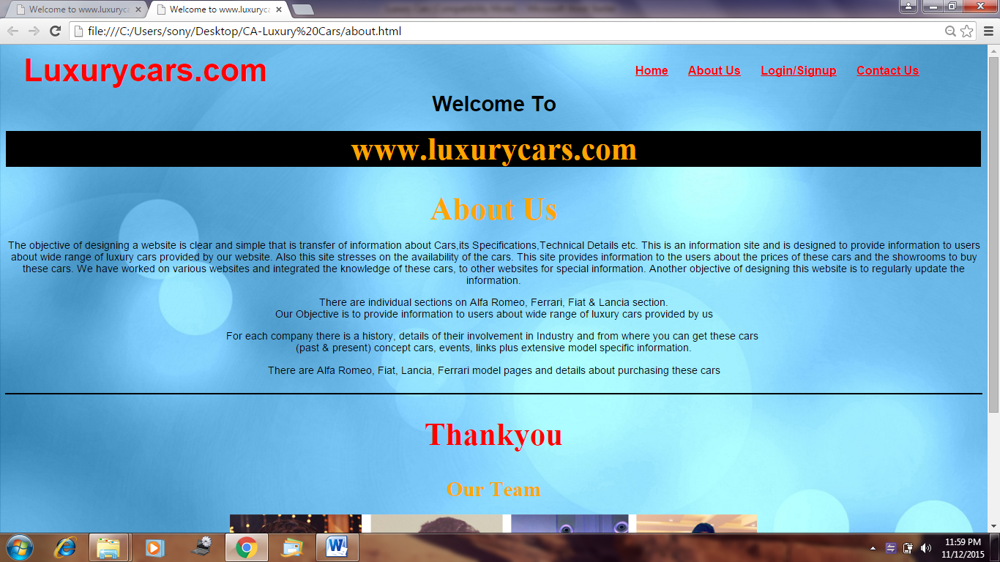 Welcome to www.luxuryca
Welcome to www.luxuryca
file:///C:/Users/sony/Desktop/CA-Luxury%20Cars/about.html
Luxurycars.com
Home About Us Login/Signup Contact Us
Welcome To
www.luxurycars.com
About Us
The objective of designing a website is clear and simple that is transfer of information about Cars,its Specifications,Technical Details etc. This is an information site and is designed to provide information to users
about wide range of luxury cars provided by our website. Also this site stresses on the availability of the cars. This site provides information to the users about the prices of these cars and the showrooms to buy
these cars. We have worked on various websites and integrated the knowledge of these cars, to other websites for special information. Another objective of designing this website is to regularly update the
information.
There are individual sections on Alfa Romeo, Ferrari, Fiat & Lancia section.
Our Objective is to provide information to users about wide range of luxury cars provided by us
For each company there is a history, details of their involvement in Industry and from where you can get these cars
(past & present) concept cars, events, links plus extensive model specific information.
There are Alfa Romeo, Fiat, Lancia, Ferrari model pages and details about purchasing these cars
Thankyou
Our Team
11:59 PM
11/12/2015